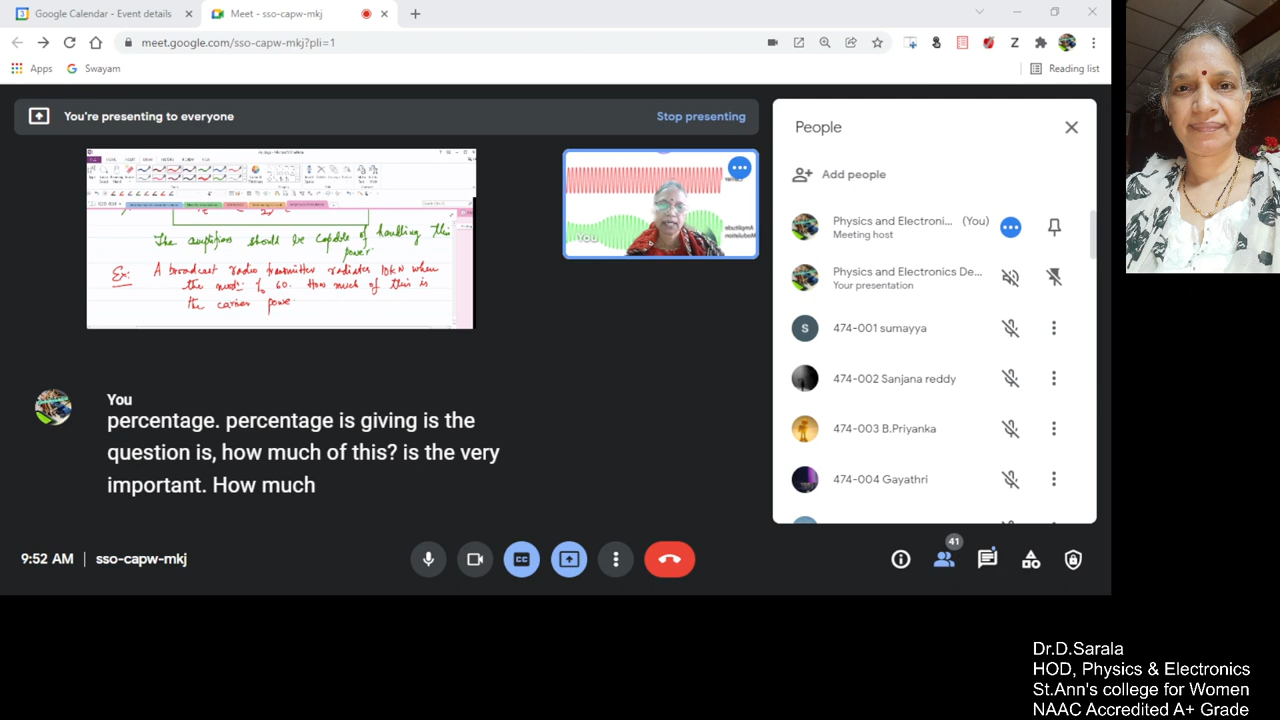 Google Calendar - Event details
Meet - sso-capw-mkj
meet.google.com/sso-capw-mkj?pli=1
Apps
Swayam
Reading list
You're presenting to everyone
Stop presenting
The amplifiers should be capable of handling this
power.
Ex: A broadcast radio transmitter radiates 10kW when
the modn % 60. How much of this is
the carrier powe
You
Amplitude
Modulation
People
Add people
Physics and Electroni... (You)
Meeting host
Physics and Electronics De...
Your presentation
S
474-001 sumayya
474-002 Sanjana reddy
474-003 B.Priyanka
474-004 Gayathri
You
percentage. percentage is giving is the
question is, how much of this? is the very
important. How much
9:52 AM | sso-capw-mkj
CC
41
Dr.D.Sarala
HOD, Physics & Electronics
St.Ann's college for Women
NAAC Accredited A+ Grade